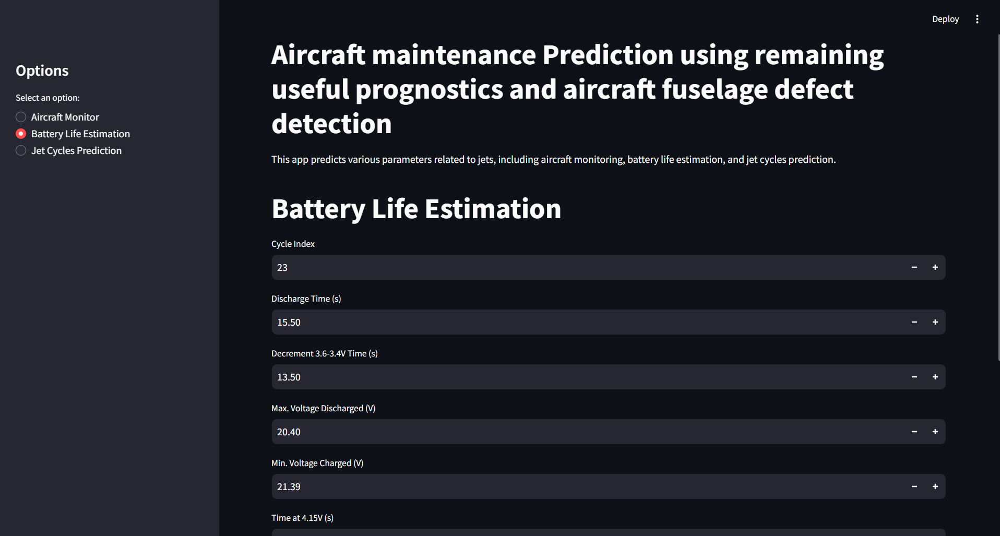 Deploy
Options
Select an option:
Aircraft Monitor
Battery Life Estimation
Jet Cycles Prediction
Aircraft maintenance Prediction using remaining
useful prognostics and aircraft fuselage defect
detection
This app predicts various parameters related to jets, including aircraft monitoring, battery life estimation, and jet cycles prediction.
Battery Life Estimation
Cycle Index
23
Discharge Time (s)
15.50
Decrement 3.6-3.4V Time (s)
13.50
Max. Voltage Discharged (V)
20.40
Min. Voltage Charged (V)
21.39
Time at 4.15V (s)